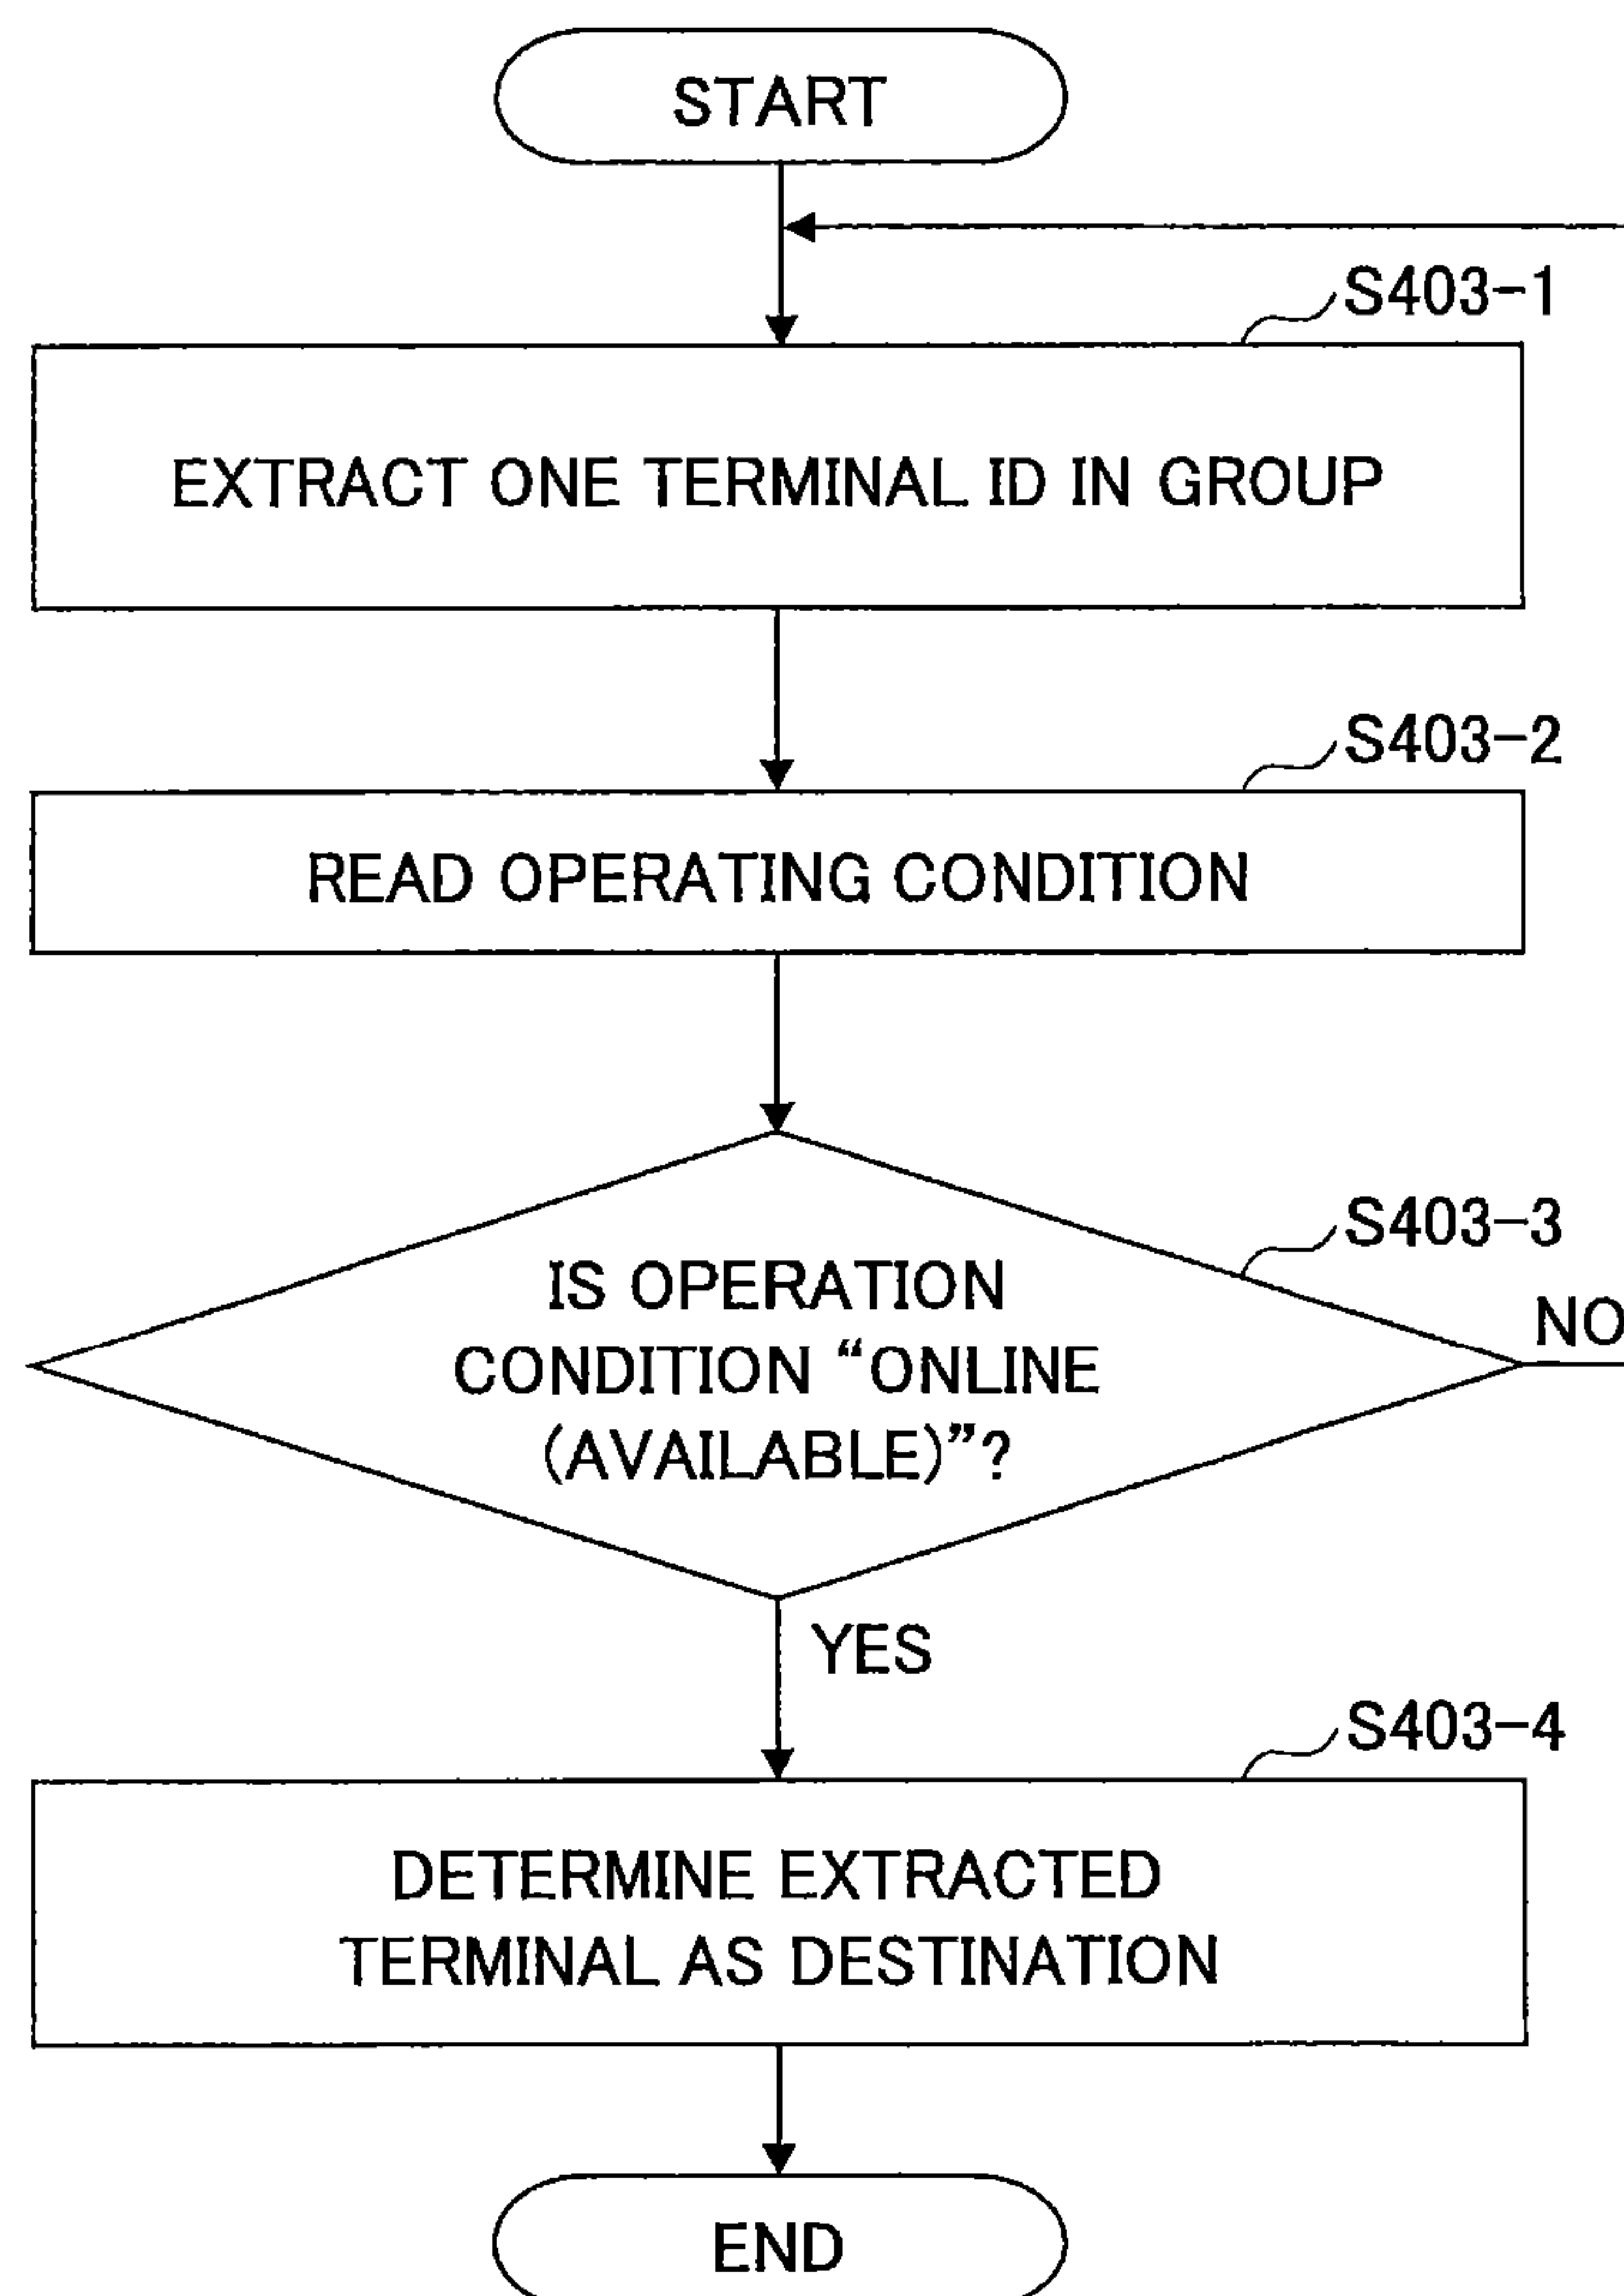 START
S403-1
EXTRACT ONE TERMINAL ID IN GROUP
S403-2
READ OPERATING CONDITION
S403-3
IS OPERATION
CONDITION “ONLINE
(AVAILABLE)”?
NO
YES
S403-4
DETERMINE EXTRACTED
TERMINAL AS DESTINATION
END